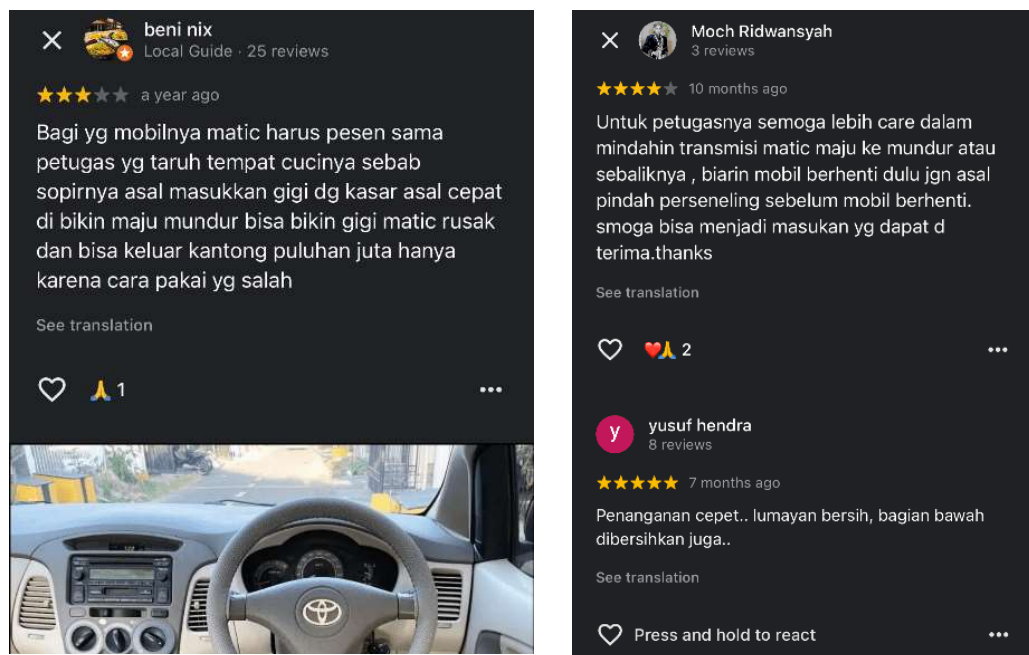 beni nix
Local Guide · 25 reviews
a year ago
Bagi yg mobilnya matic harus pesen sama
petugas yg taruh tempat cucinya sebab
sopirnya asal masukkan gigi dg kasar asal cepat
di bikin maju mundur bisa bikin gigi matic rusak
dan bisa keluar kantong puluhan juta hanya
karena cara pakai yg salah
See translation
1
Moch Ridwansyah
3 reviews
10 months ago
Untuk petugasnya semoga lebih care dalam
mindahin transmisi matic maju ke mundur atau
sebaliknya , biarin mobil berhenti dulu jgn asal
pindah perseneling sebelum mobil berhenti.
smoga bisa menjadi masukan yg dapat d
terima.thanks
See translation
2
y
yusuf hendra
8 reviews
7 months ago
Penanganan cepet.. lumayan bersih, bagian bawah
dibersihkan juga..
See translation
Press and hold to react